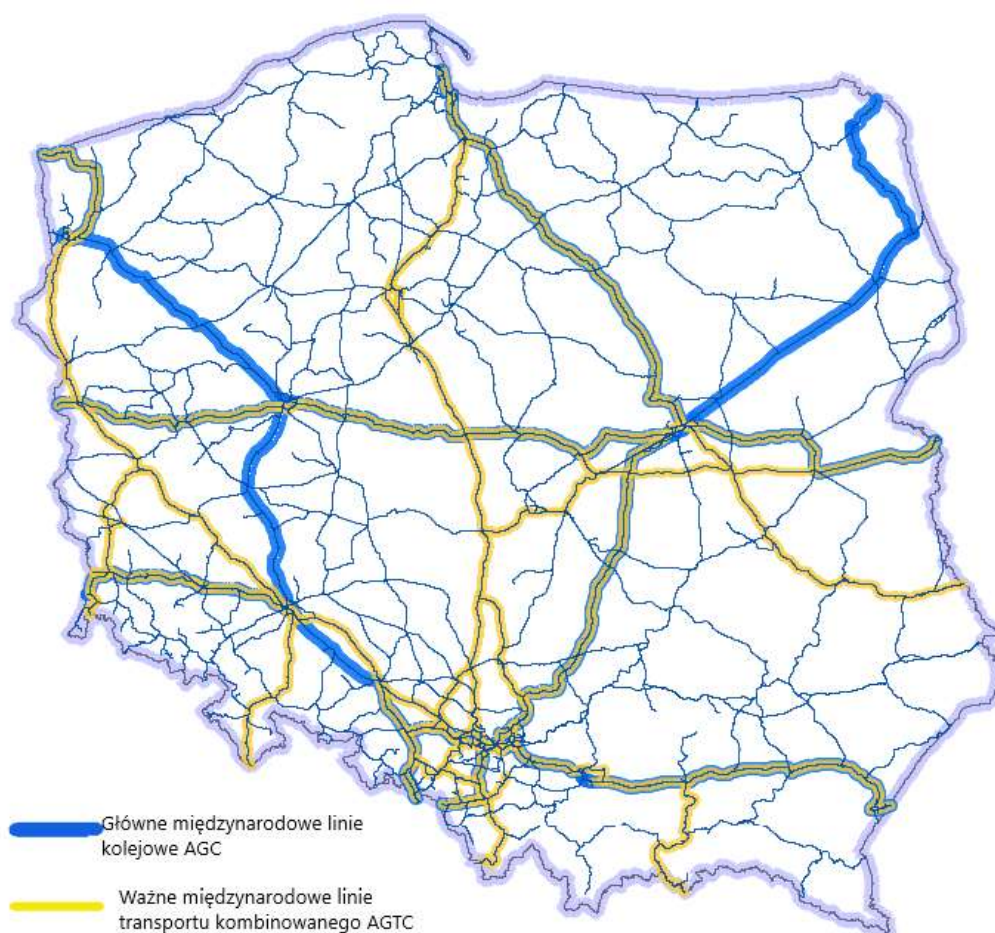 Główne międzynarodowe linie
kolejowe AGC
Ważne międzynarodowe linie
transportu kombinowanego AGTC